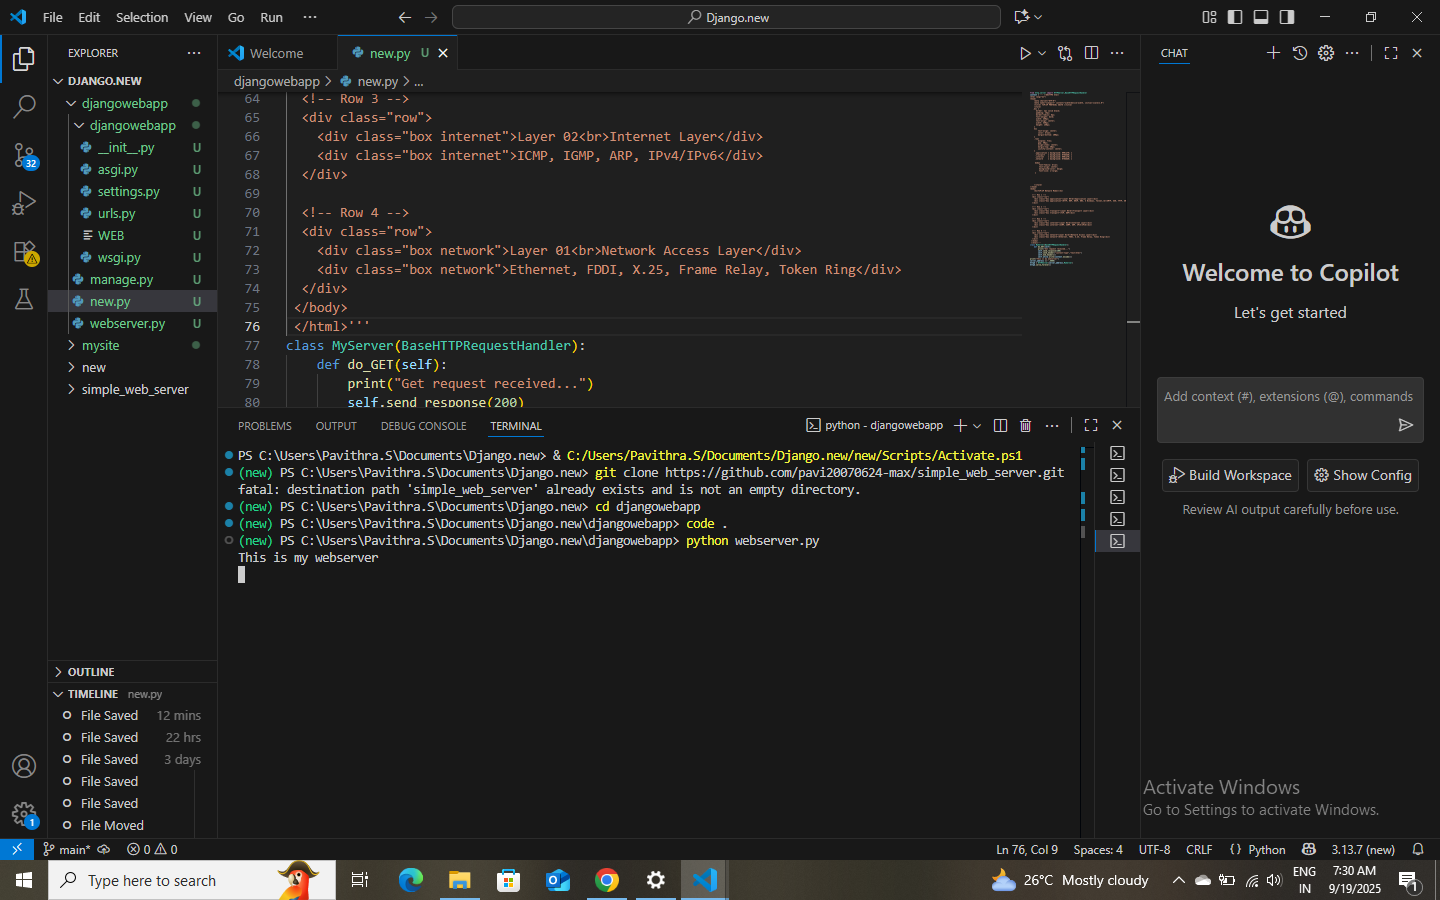 File Edit Selection View Go Run ··· Django.new
EXPLORER
DJANGO.NEW
djangowebapp
djangowebapp
__init__.py U
asgi.py U
settings.py U
urls.py U
WEB U
wsgi.py U
manage.py U
new.py U
webserver.py U
mysite
new
simple_web_server
OUTLINE
TIMELINE new.py
File Saved 12 mins
File Saved 22 hrs
File Saved 3 days
File Saved
File Saved
File Moved
32
1
Welcome
new.py U
djangowebapp > new.py > ...
64 <!-- Row 3 -->
65 <div class="row">
66 <div class="box internet">Layer 02<br>Internet Layer</div>
67 <div class="box internet">ICMP, IGMP, ARP, IPv4/IPv6</div>
68 </div>
69
70 <!-- Row 4 -->
71 <div class="row">
72 <div class="box network">Layer 01<br>Network Access Layer</div>
73 <div class="box network">Ethernet, FDDI, X.25, Frame Relay, Token Ring</div>
74 </div>
75 </body>
76 </html>'''
77 class MyServer(BaseHTTPRequestHandler):
78 def do_GET(self):
79 print("Get request received...")
80 self.send_response(200)
PROBLEMS OUTPUT DEBUG CONSOLE TERMINAL python - djangowebapp
PS C:\Users\Pavithra.S\Documents\Django.new> & C:/Users/Pavithra.S/Documents/Django.new/new/Scripts/Activate.ps1
(new) PS C:\Users\Pavithra.S\Documents\Django.new> git clone https://github.com/pavi20070624-max/simple_web_server.git
fatal: destination path 'simple_web_server' already exists and is not an empty directory.
(new) PS C:\Users\Pavithra.S\Documents\Django.new> cd djangowebapp
(new) PS C:\Users\Pavithra.S\Documents\Django.new\djangowebapp> code .
(new) PS C:\Users\Pavithra.S\Documents\Django.new\djangowebapp> python webserver.py
This is my webserver
CHAT
Welcome to Copilot
Let's get started
Add context (#), extensions (@), commands
Build Workspace
Show Config
Review AI output carefully before use.
Activate Windows
Go to Settings to activate Windows.
main* 0 0 Ln 76, Col 9 Spaces: 4 UTF-8 CRLF {} Python 3.13.7 (new)
Type here to search
26°C Mostly cloudy
ENG
IN
7:30 AM
9/19/2025
1